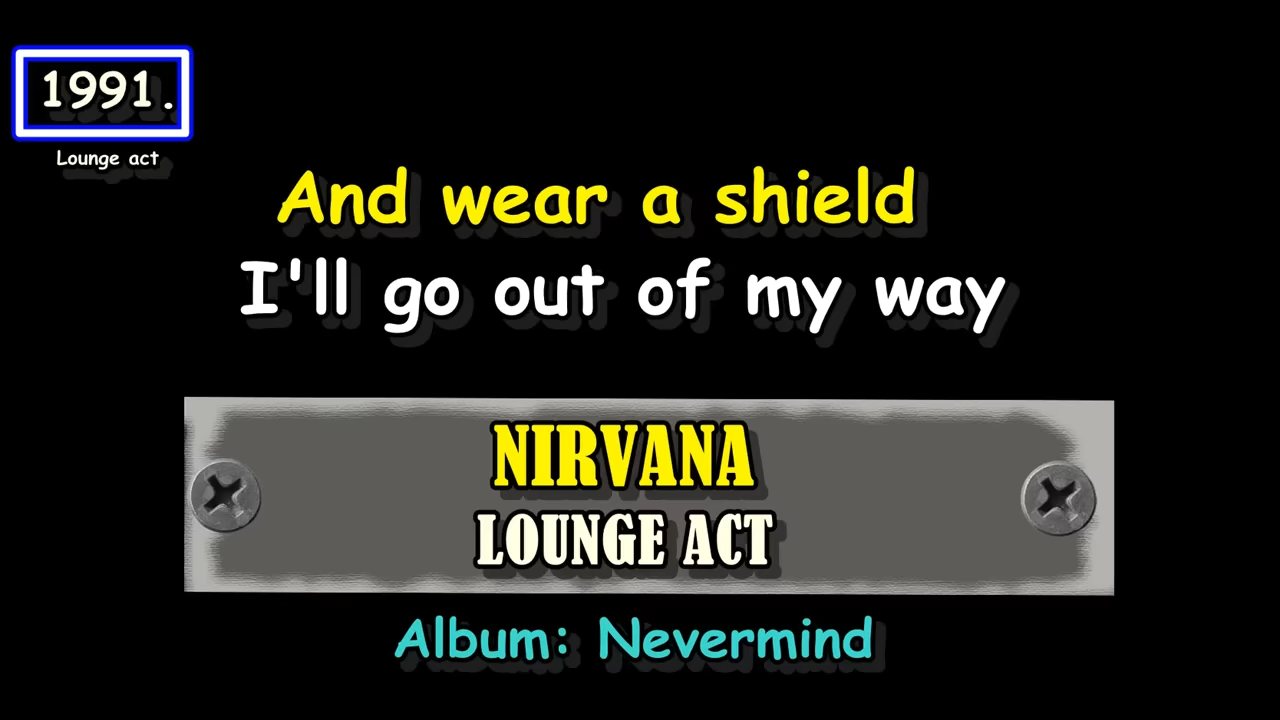 1991.
Lounge act
And wear a shield
I'll go out of my way
NIRVANA
LOUNGE ACT
Album: Nevermind